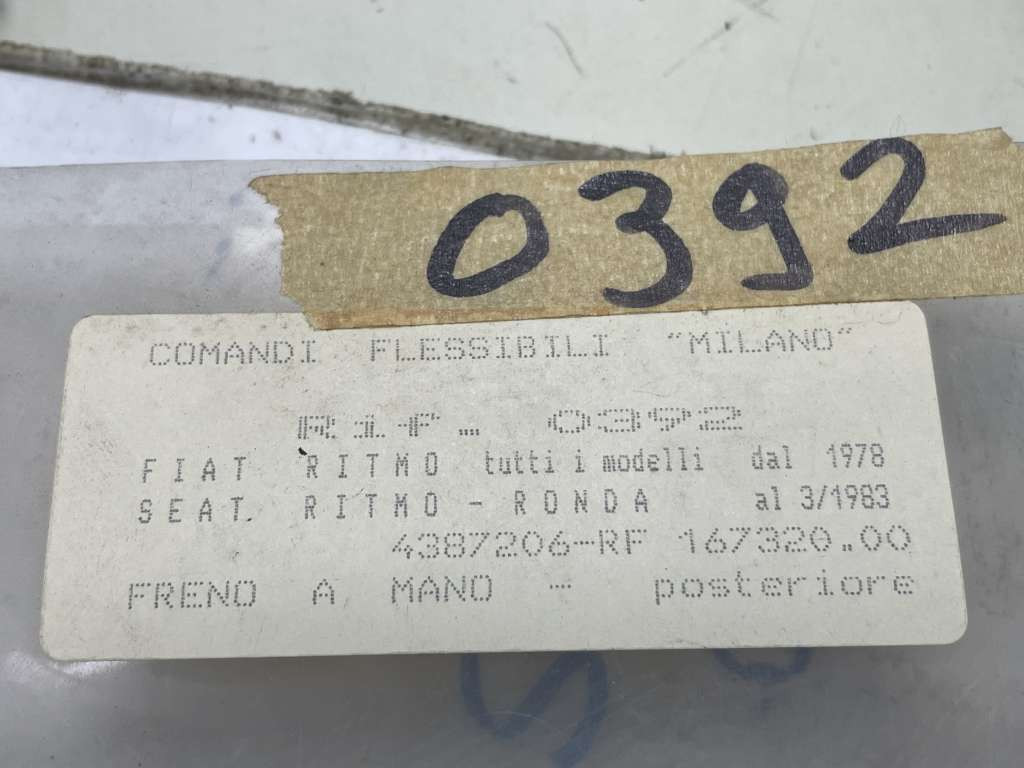 0392
COMANDI FLESSIBILI "MILANO"
RIF. 0392
FIAT RITMO tutti i modelli dal 1978
SEAT. RITMO - RONDA al 3/1983
4387206-RF 167320.00
FRENO A MANO - posteriore